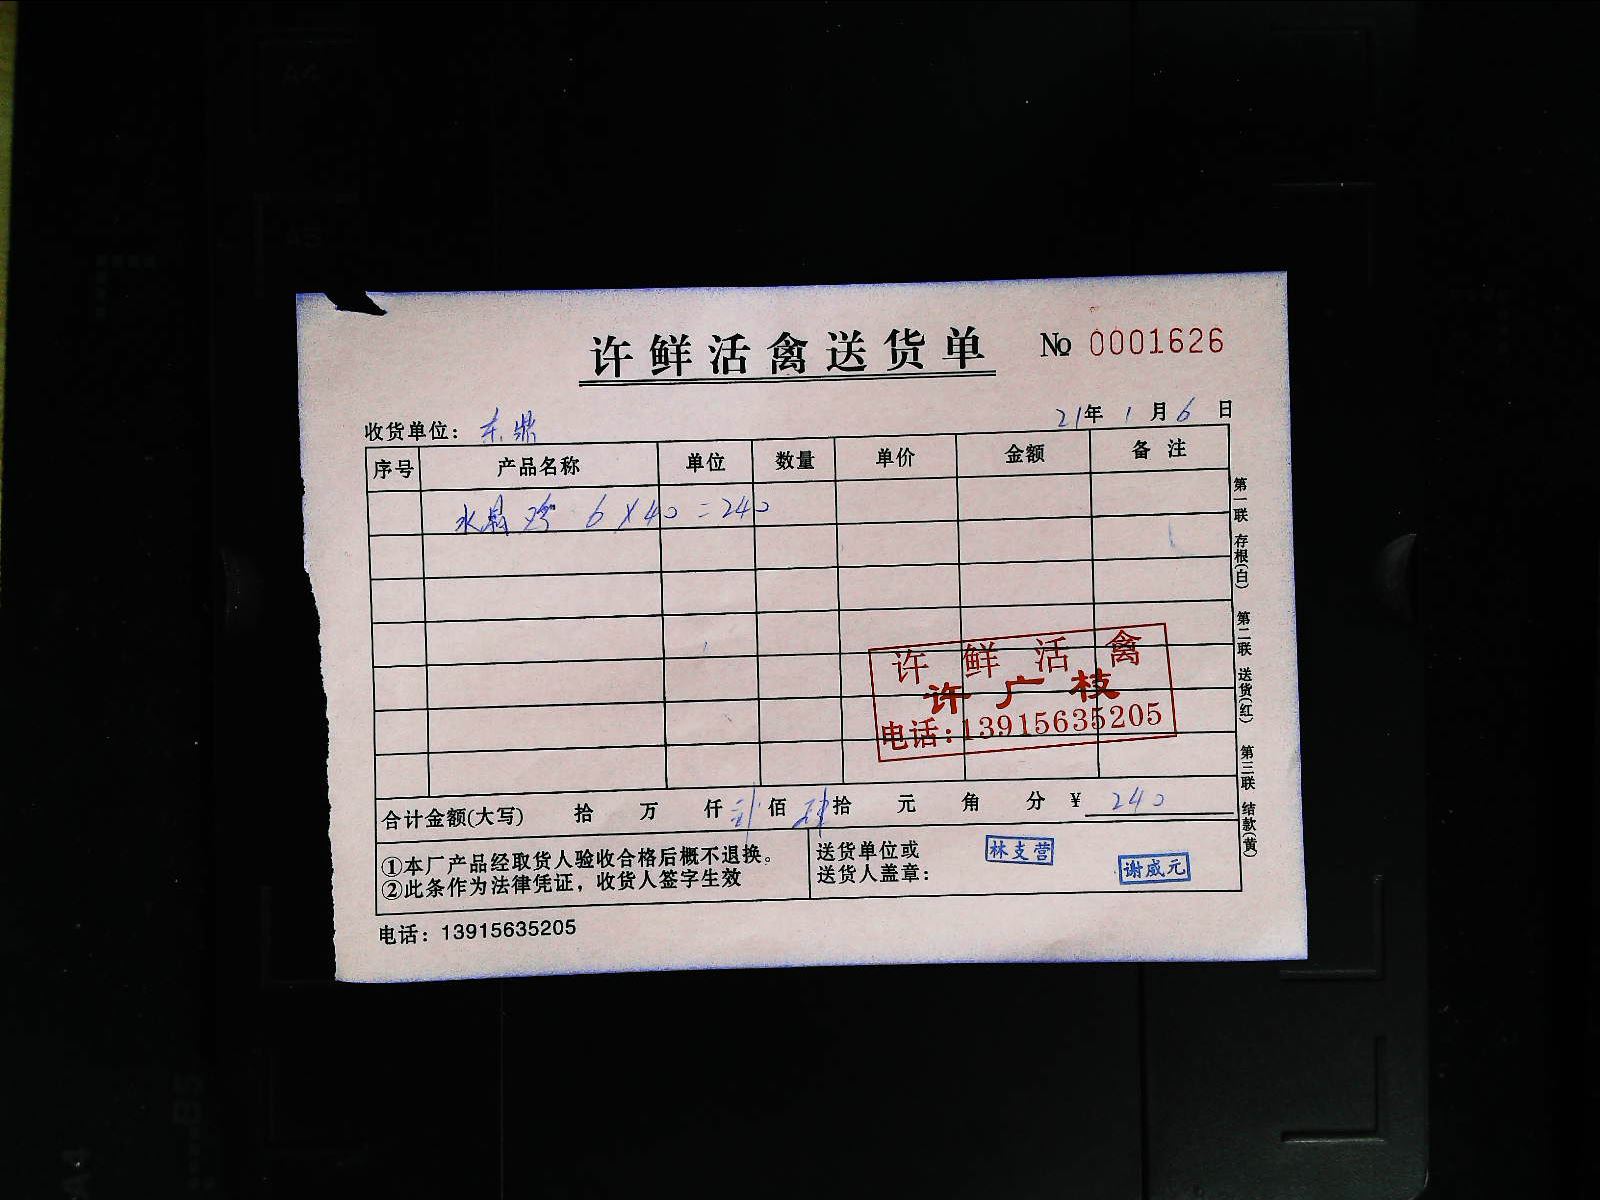 许鲜活禽送货单 № 0001626
收货单位：东鼎 21年1月6日
序号 产品名称 单位 数量 单价 金额 备注
水晶鸡 6×40=240
许鲜活禽
许广枝
电话:13915635205
合计金额(大写) 拾 万 仟 贰佰 肆拾 元 角 分 ¥ 240
①本厂产品经取货人验收合格后概不退换。
②此条作为法律凭证，收货人签字生效
送货单位或
送货人盖章：
林支营
谢威元
电话：13915635205
第一联 存根(白) 第二联 送货(红) 第三联 结款(黄)